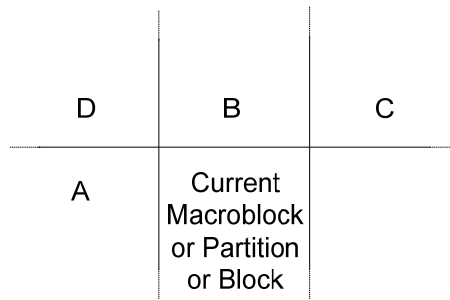 D B C
A
Current
Macroblock
or Partition
or Block